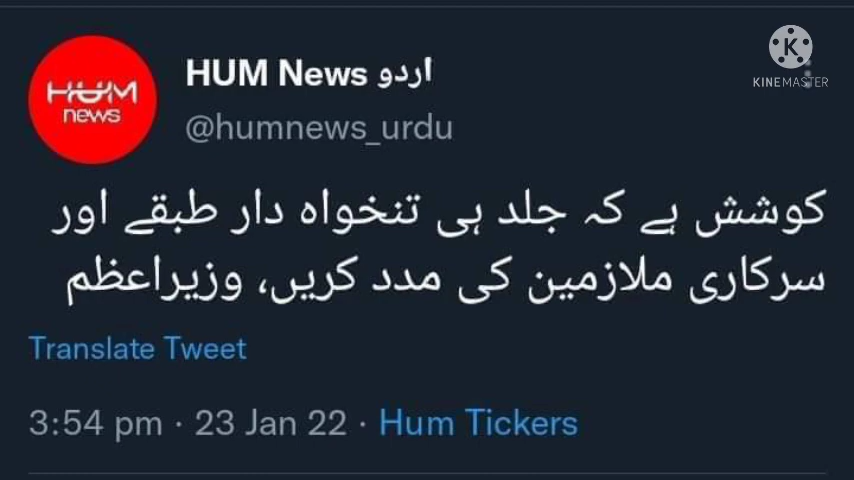 HUM
news
HUM News اردو
@humnews_urdu
K
KINEMASTER
کوشش ہے کہ جلد ہی تنخواہ دار طبقے اور
سرکاری ملازمین کی مدد کریں، وزیراعظم
Translate Tweet
3:54 pm · 23 Jan 22 · Hum Tickers